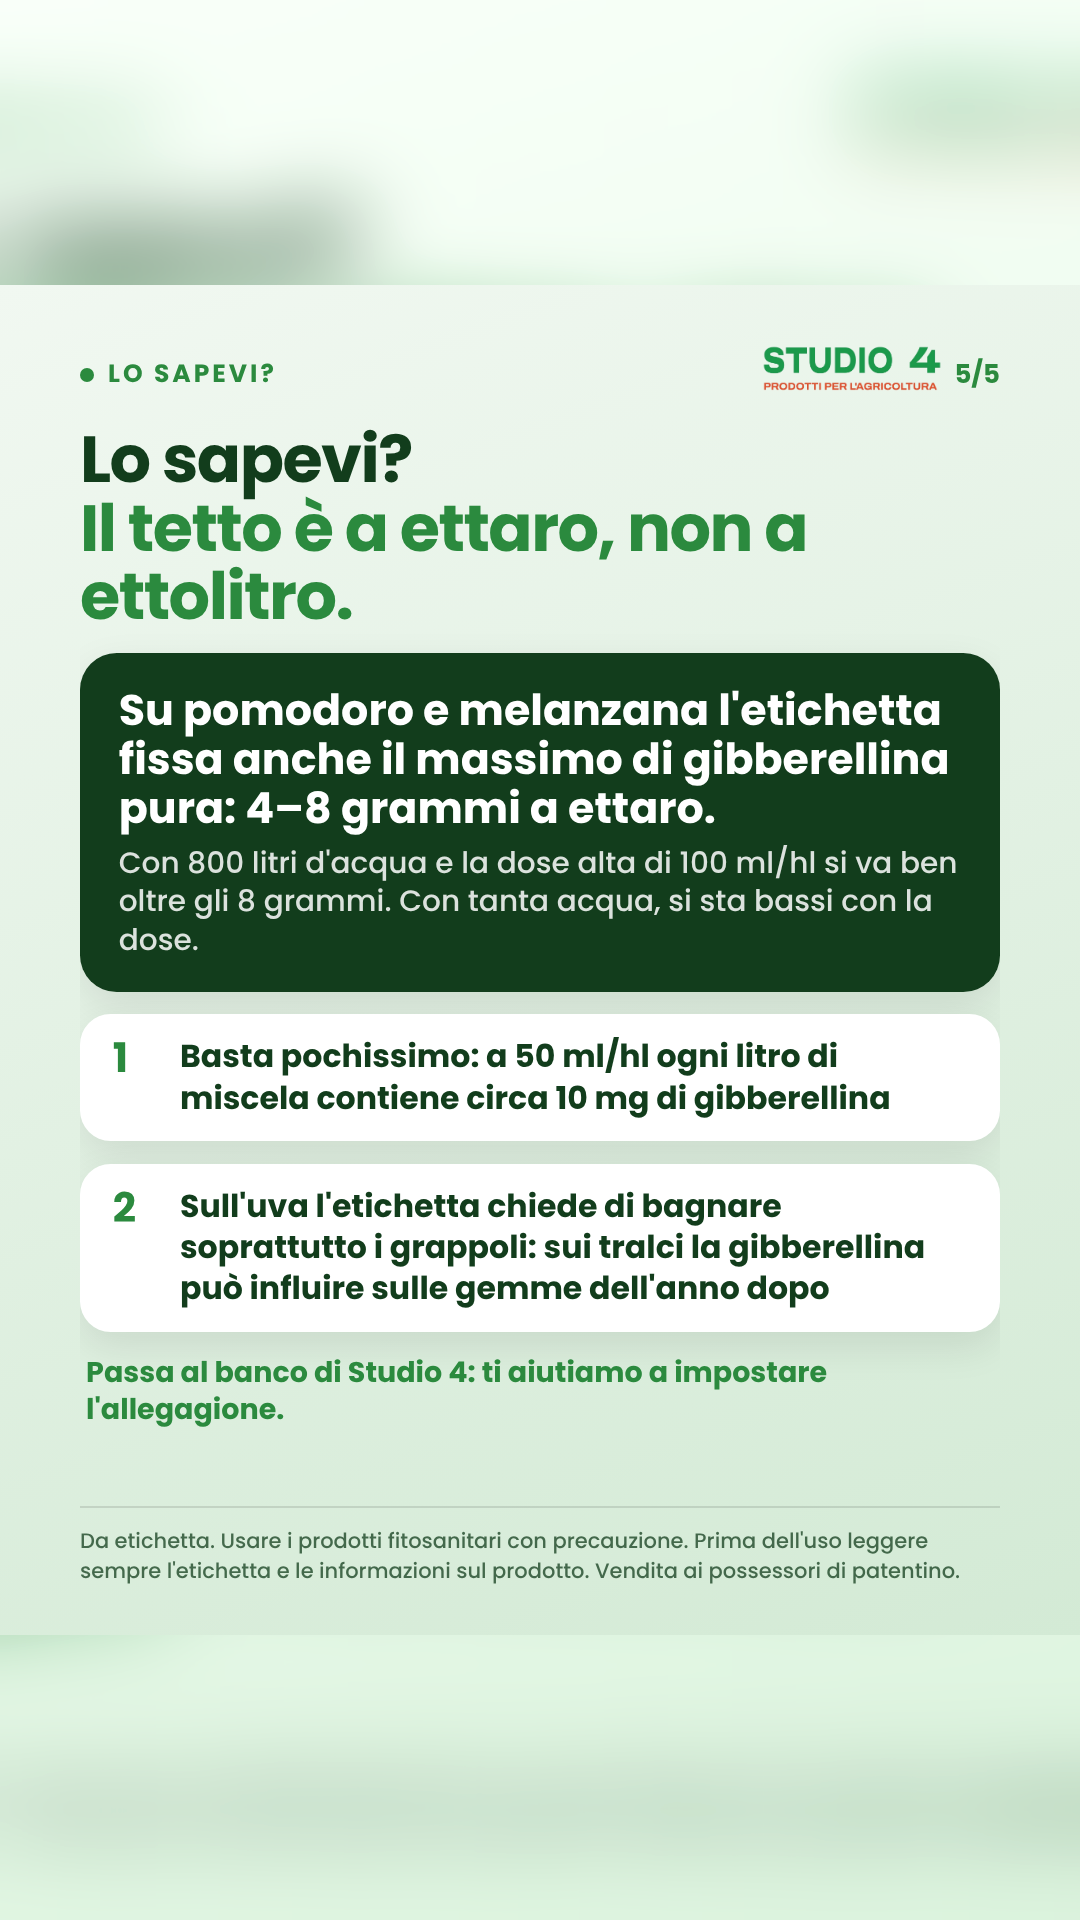 LO SAPEVI?
STUDIO 4
PRODOTTI PER L'AGRICOLTURA
5/5
Lo sapevi?
Il tetto è a ettaro, non a
ettolitro.
Su pomodoro e melanzana l'etichetta
fissa anche il massimo di gibberellina
pura: 4–8 grammi a ettaro.
Con 800 litri d'acqua e la dose alta di 100 ml/hl si va ben
oltre gli 8 grammi. Con tanta acqua, si sta bassi con la
dose.
1
Basta pochissimo: a 50 ml/hl ogni litro di
miscela contiene circa 10 mg di gibberellina
2
Sull'uva l'etichetta chiede di bagnare
soprattutto i grappoli: sui tralci la gibberellina
può influire sulle gemme dell'anno dopo
Passa al banco di Studio 4: ti aiutiamo a impostare
l'allegagione.
Da etichetta. Usare i prodotti fitosanitari con precauzione. Prima dell'uso leggere
sempre l'etichetta e le informazioni sul prodotto. Vendita ai possessori di patentino.